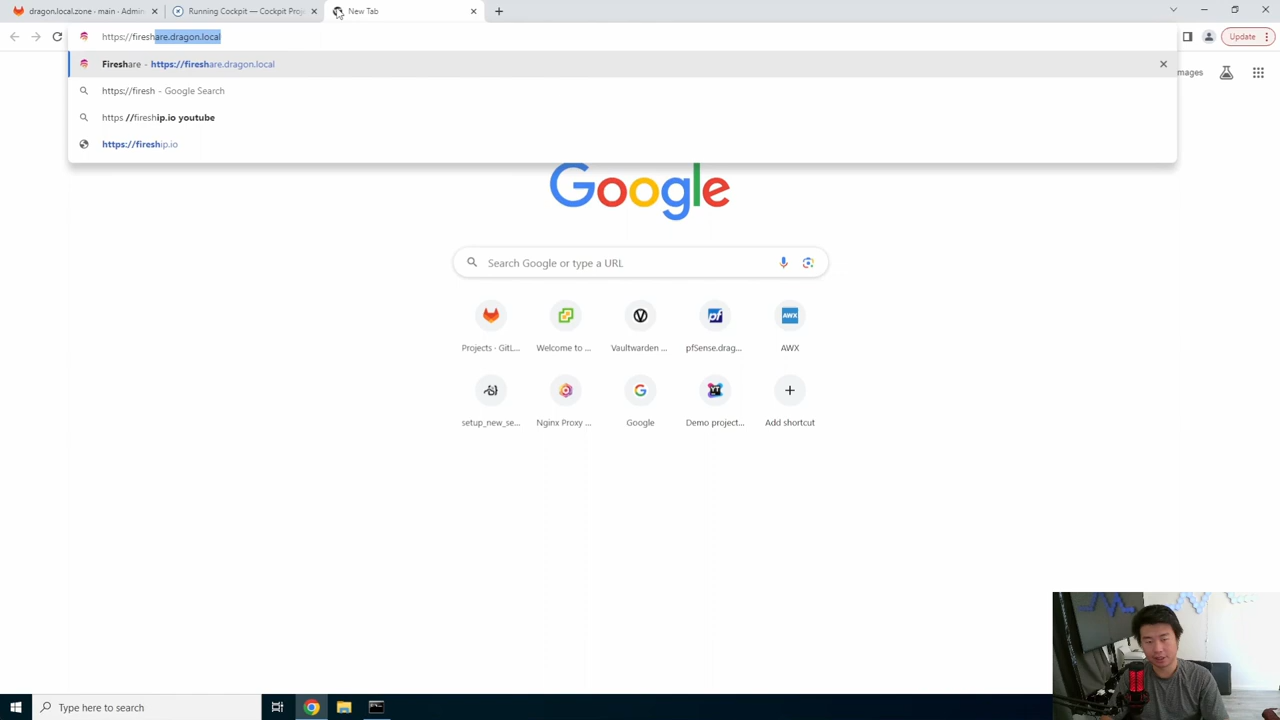 dragon.local.zone - main - Admin
Running Cockpit — Cockpit Proj
New Tab
https://fireshare.dragon.local
Update
Fireshare - https://fireshare.dragon.local
https://firesh - Google Search
https //fireship.io youtube
https://fireship.io
mages
Google
Search Google or type a URL
Projects · GitL...
Welcome to ...
Vaultwarden ...
pfSense.drag...
AWX
AWX
setup_new_se...
Nginx Proxy ...
Google
Demo project...
Add shortcut
Type here to search